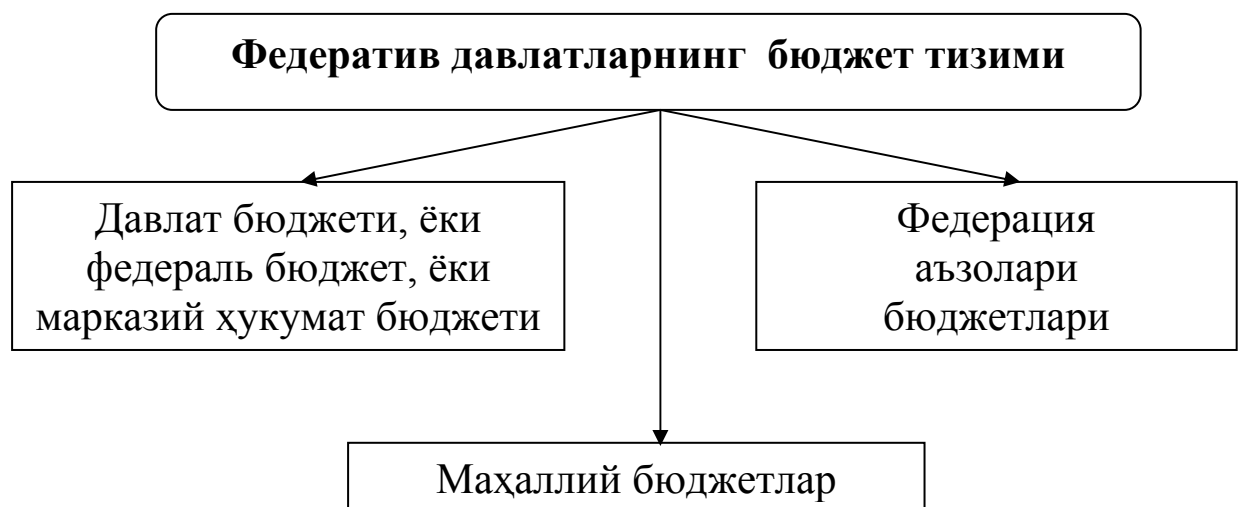 Федератив давлатларнинг бюджет тизими
Давлат бюджети, ёки
федераль бюджет, ёки
марказий ҳукумат бюджети
Федерация
аъзолари
бюджетлари
Маҳаллий бюджетлар